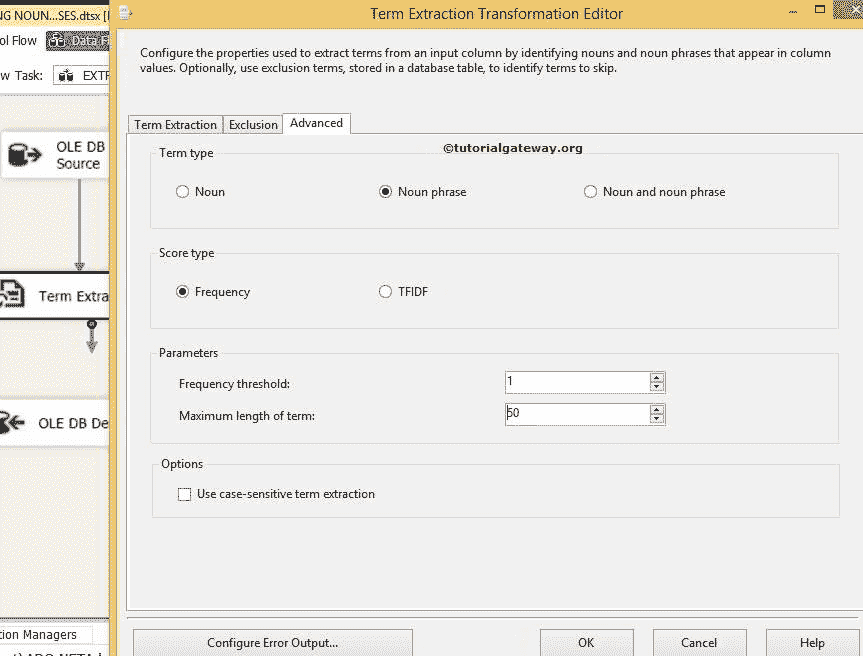 NG NOUN...SES.dtsx [
Term Extraction Transformation Editor
ol Flow
Data F
Configure the properties used to extract terms from an input column by identifying nouns and noun phrases that appear in column
values. Optionally, use exclusion terms, stored in a database table, to identify terms to skip.
w Task:
EXTR
Term Extraction
Exclusion
Advanced
©tutorialgateway.org
OLE DB
Source
Term type
Noun
Noun phrase
Noun and noun phrase
Score type
Frequency
TFIDF
Term Extra
Parameters
Frequency threshold:
1
Maximum length of term:
50
OLE DB De
Options
Use case-sensitive term extraction
tion Managers
Configure Error Output...
OK
Cancel
Help